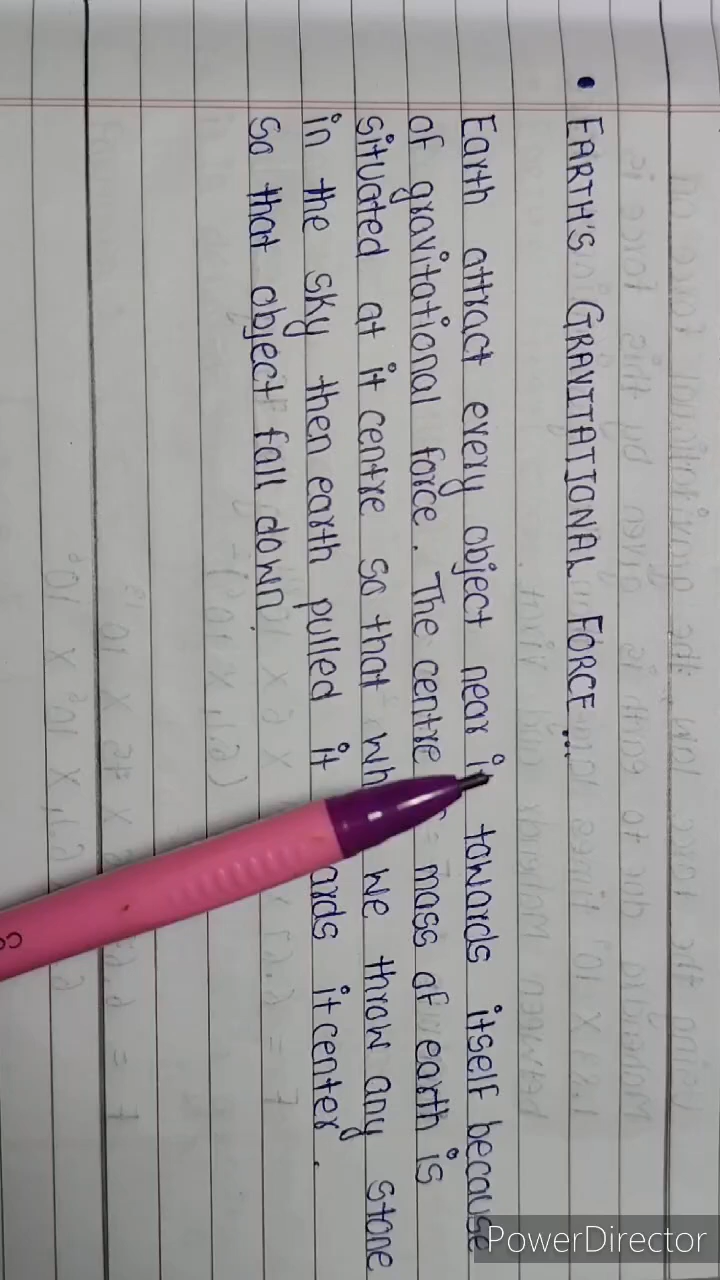 • EARTH'S GRAVITATIONAL FORCE...
Earth attract every object near it towards itself because
of gravitational force. The centre mass of earth is
situated at it centre so that we throw any stone
in the sky then earth pulled it it center.
so that object fall down.
PowerDirector